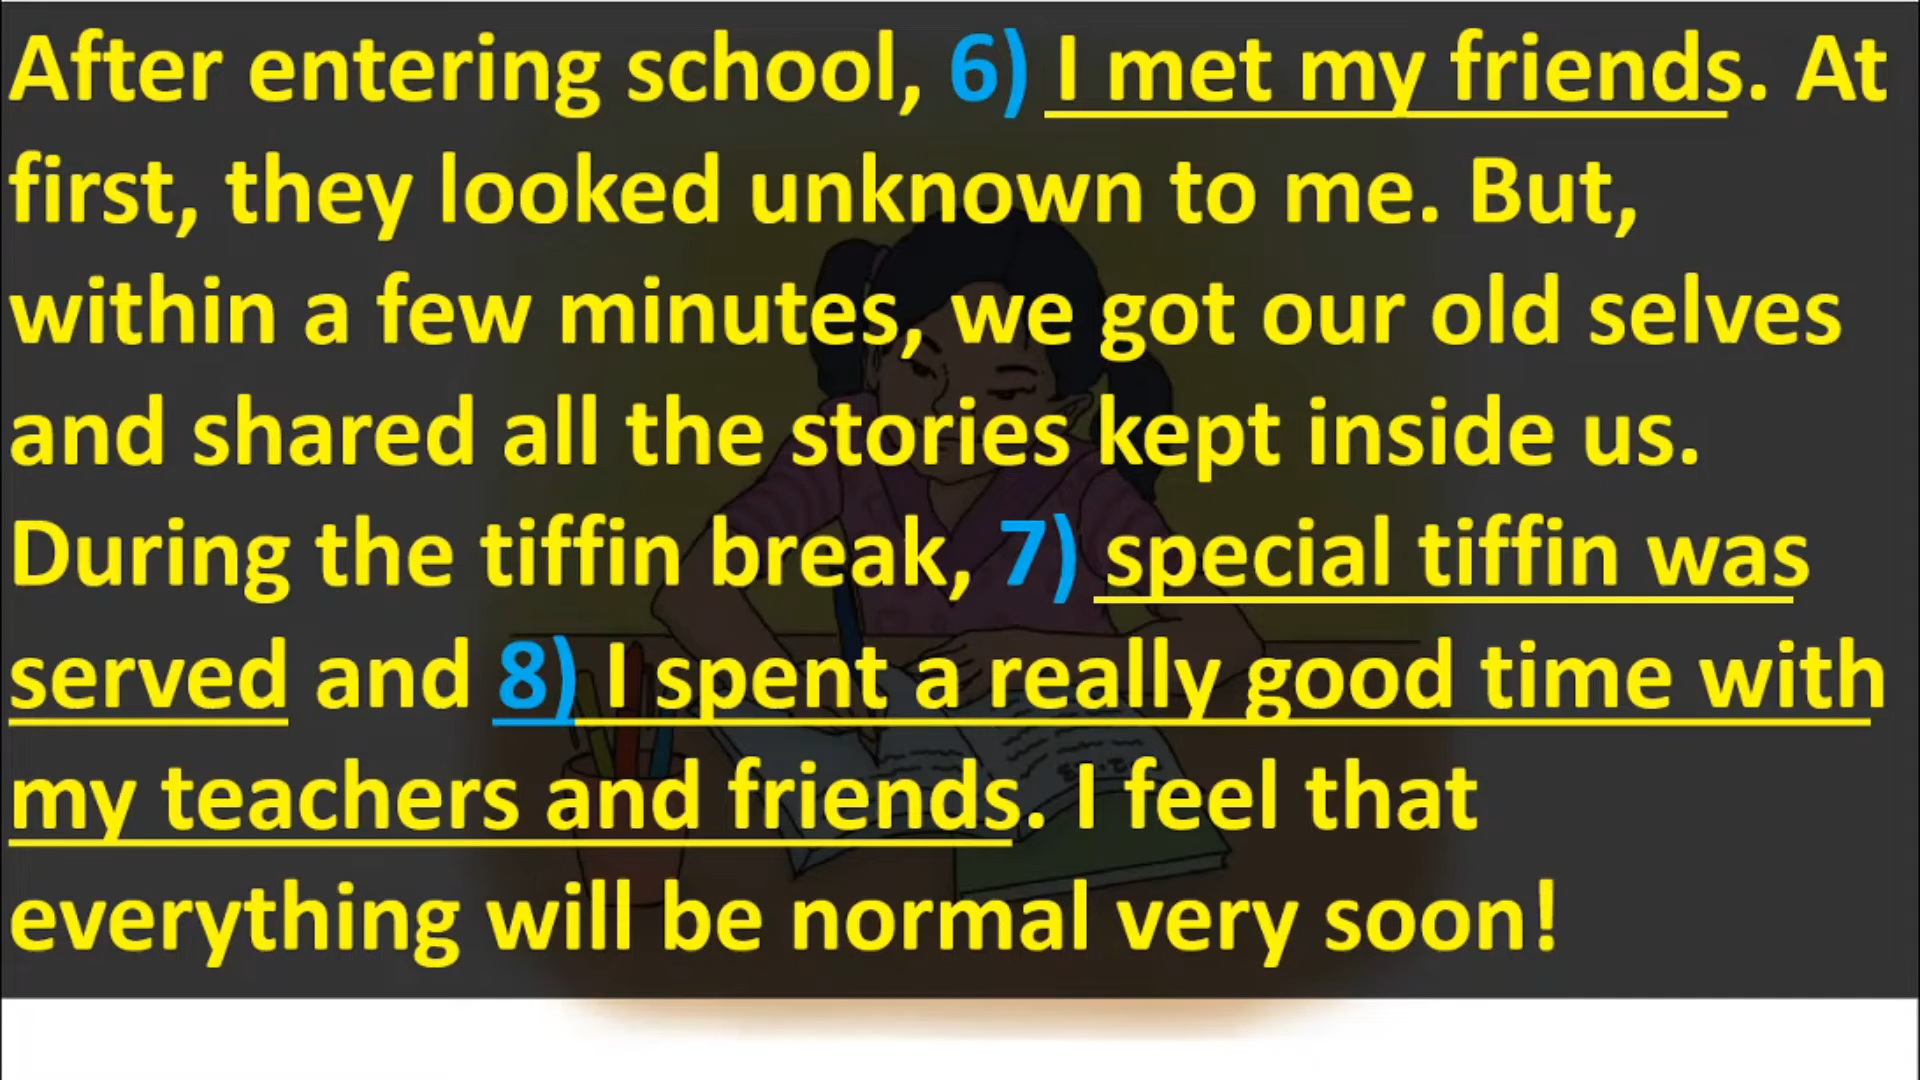 After entering school, 6) I met my friends. At
first, they looked unknown to me. But,
within a few minutes, we got our old selves
and shared all the stories kept inside us.
During the tiffin break, 7) special tiffin was
served and 8) I spent a really good time with
my teachers and friends. I feel that
everything will be normal very soon!